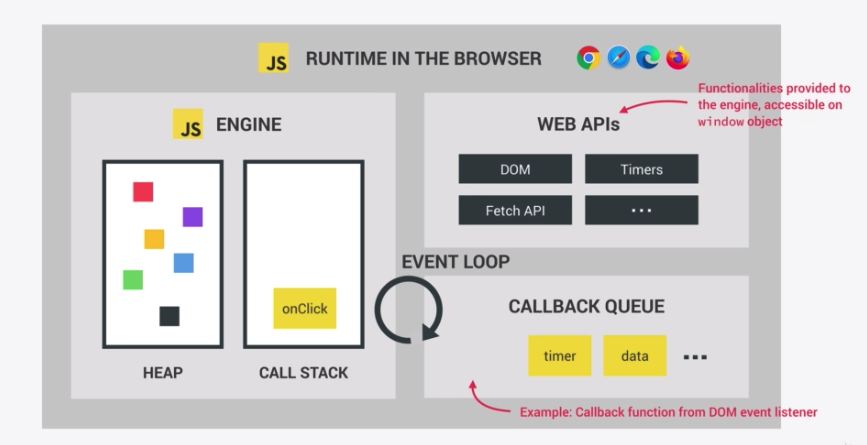 JS RUNTIME IN THE BROWSER
Functionalities provided to
the engine, accessible on
window object
JS ENGINE
WEB APIs
DOM
Timers
Fetch API
...
EVENT LOOP
onClick
CALLBACK QUEUE
timer
data
...
HEAP
CALL STACK
Example: Callback function from DOM event listener